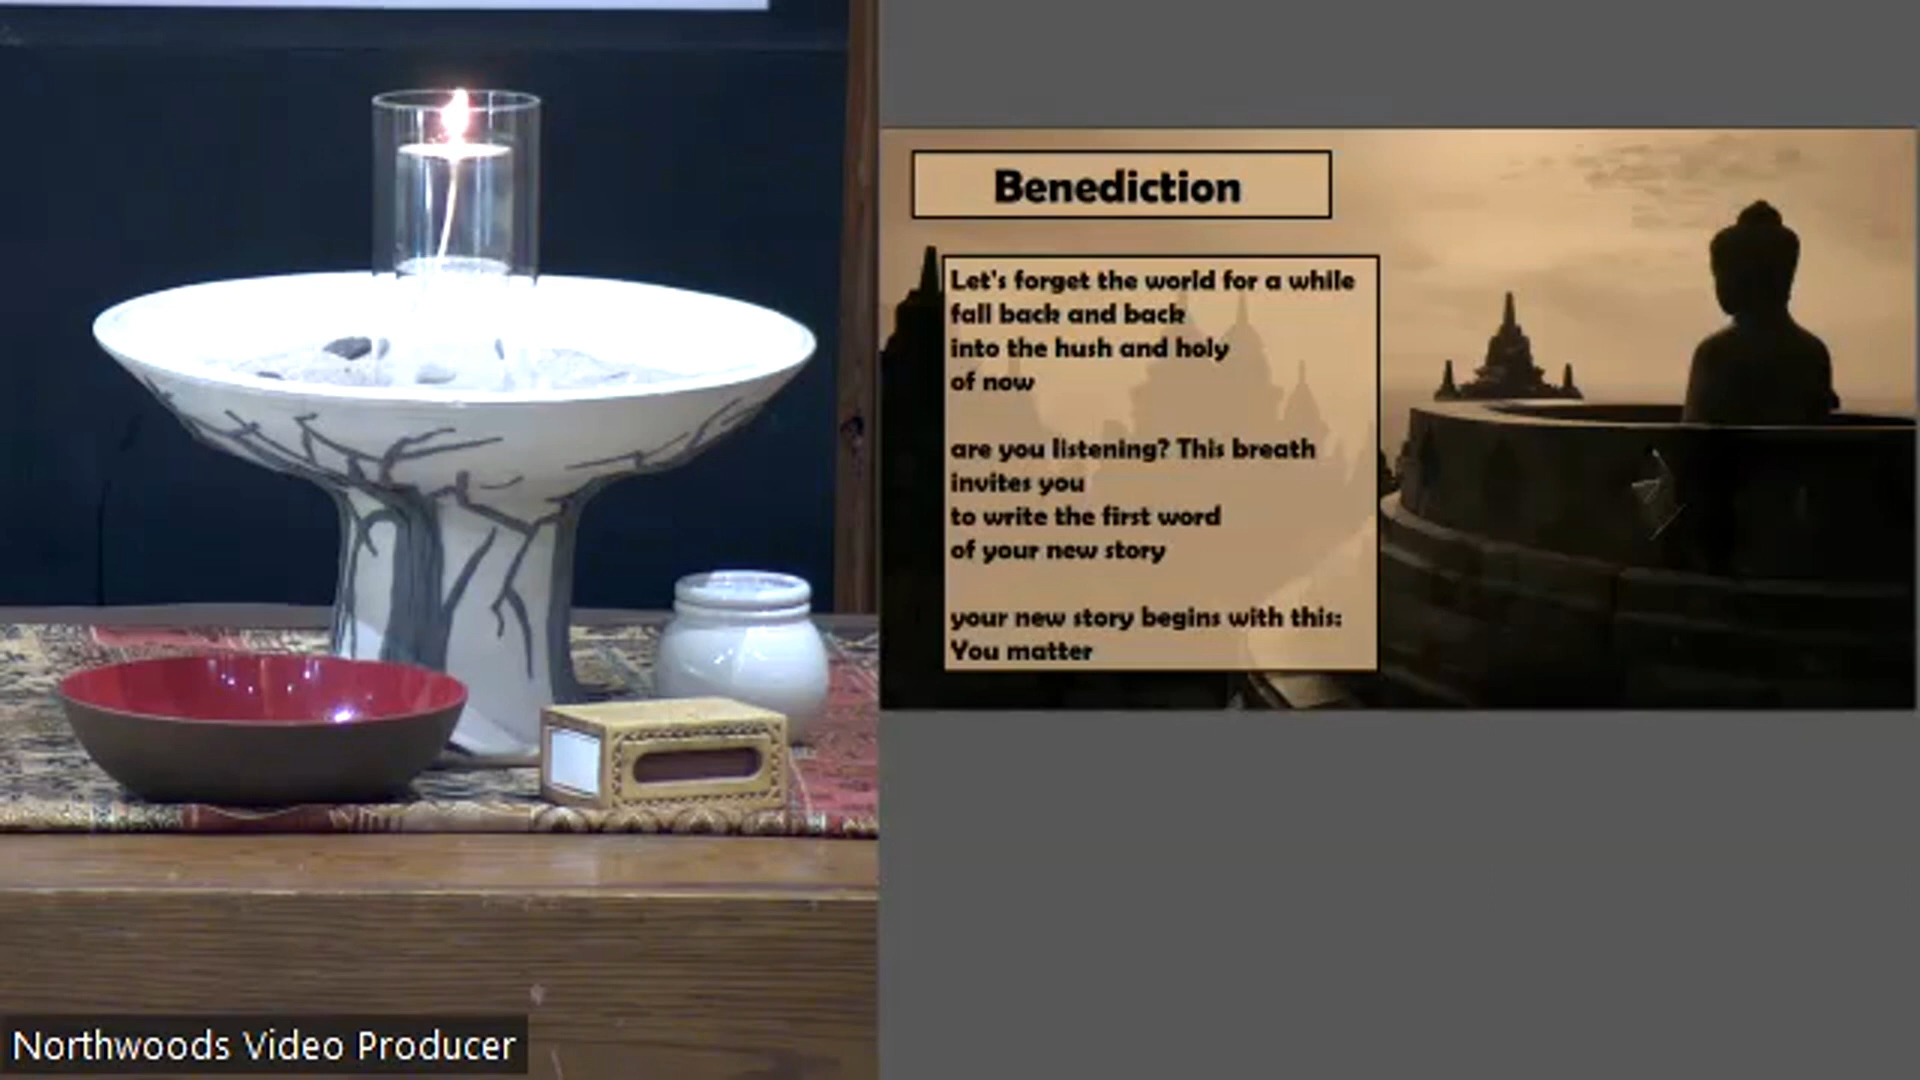 Benediction
Let's forget the world for a while
fall back and back
into the hush and holy
of now
are you listening? This breath
invites you
to write the first word
of your new story
your new story begins with this:
You matter
Northwoods Video Producer